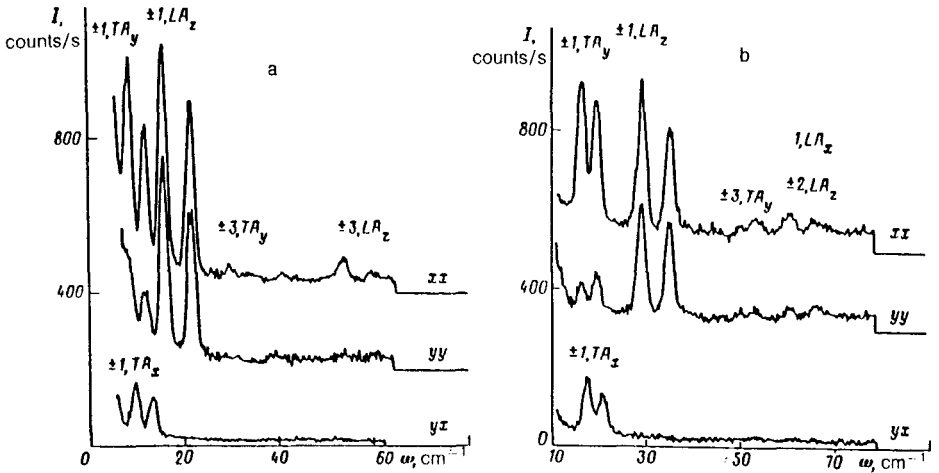 I,
counts/s
±1,TA_y
±1,LA_z
a
800
±3,TA_y
±3,LA_z
xx
400
yy
±1,TA_x
yx
0
20
40
60
ω, cm⁻¹
I,
counts/s
±1,TA_y
±1,LA_z
b
800
1,LA_x
±3,TA_y
±2,LA_z
xx
400
yy
±1,TA_x
yx
0
10
30
50
70
ω, cm⁻¹